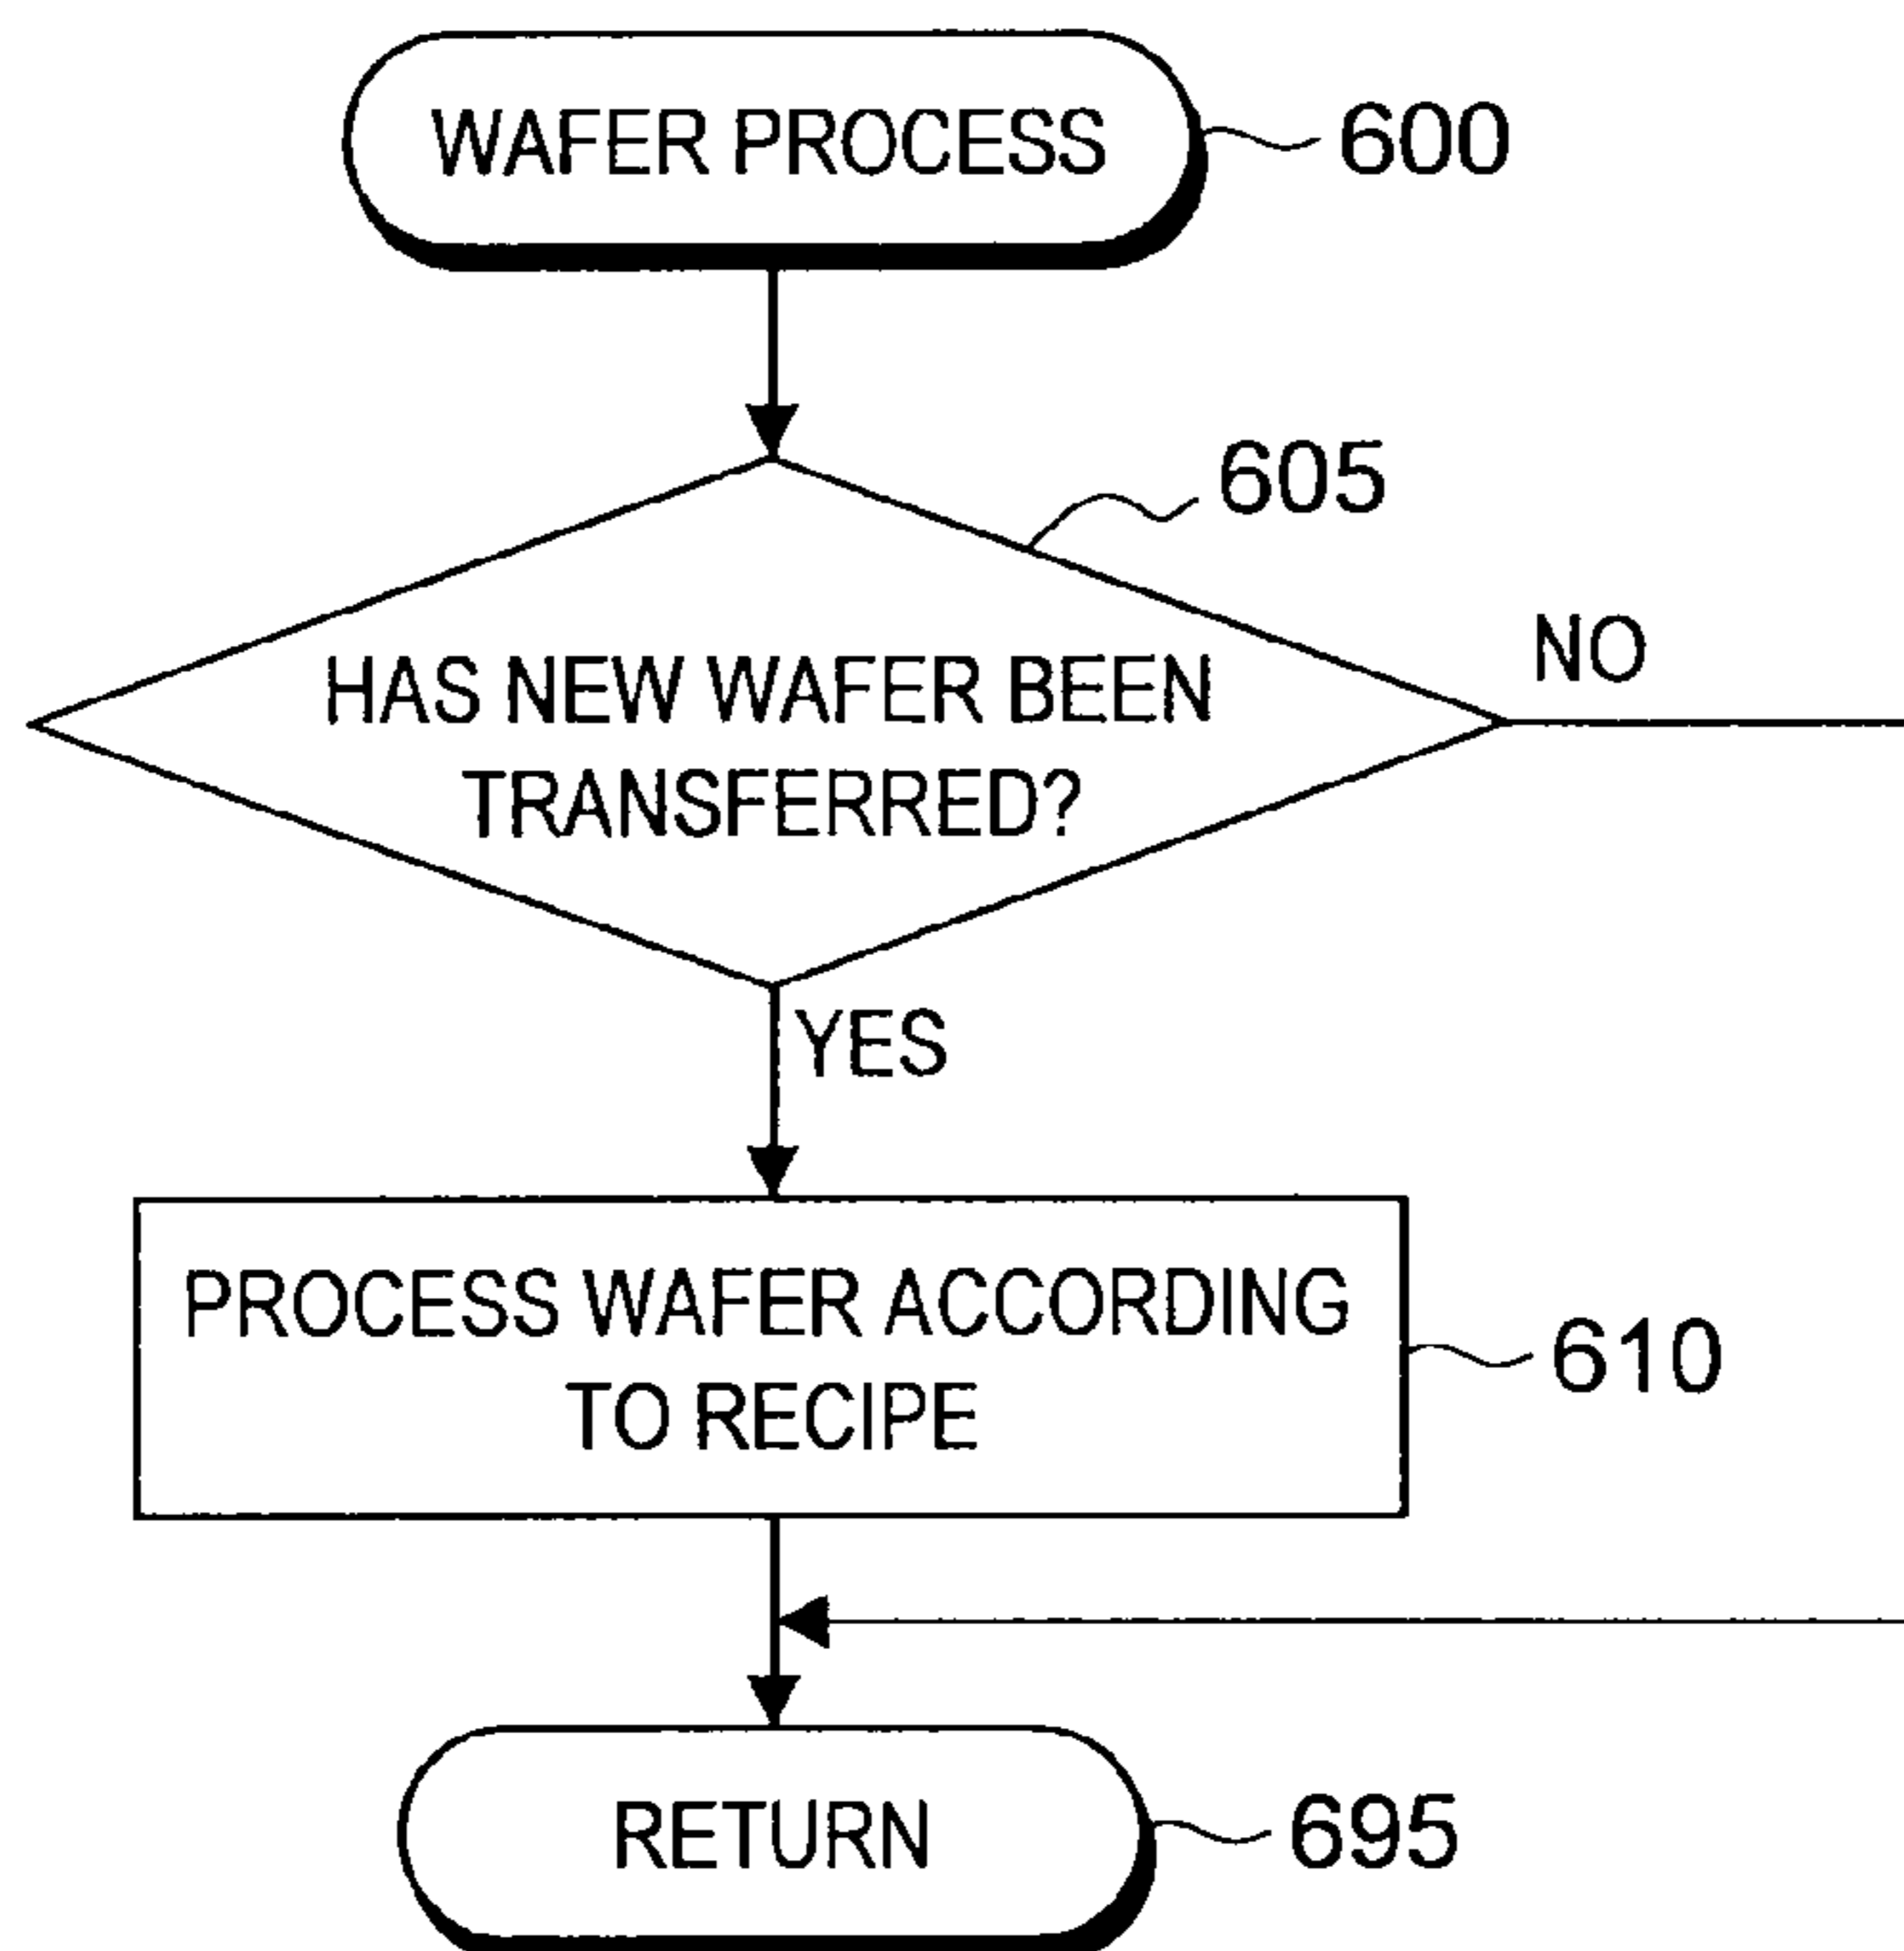 WAFER PROCESS
600
605
HAS NEW WAFER BEEN
TRANSFERRED?
NO
YES
PROCESS WAFER ACCORDING
TO RECIPE
610
RETURN
695